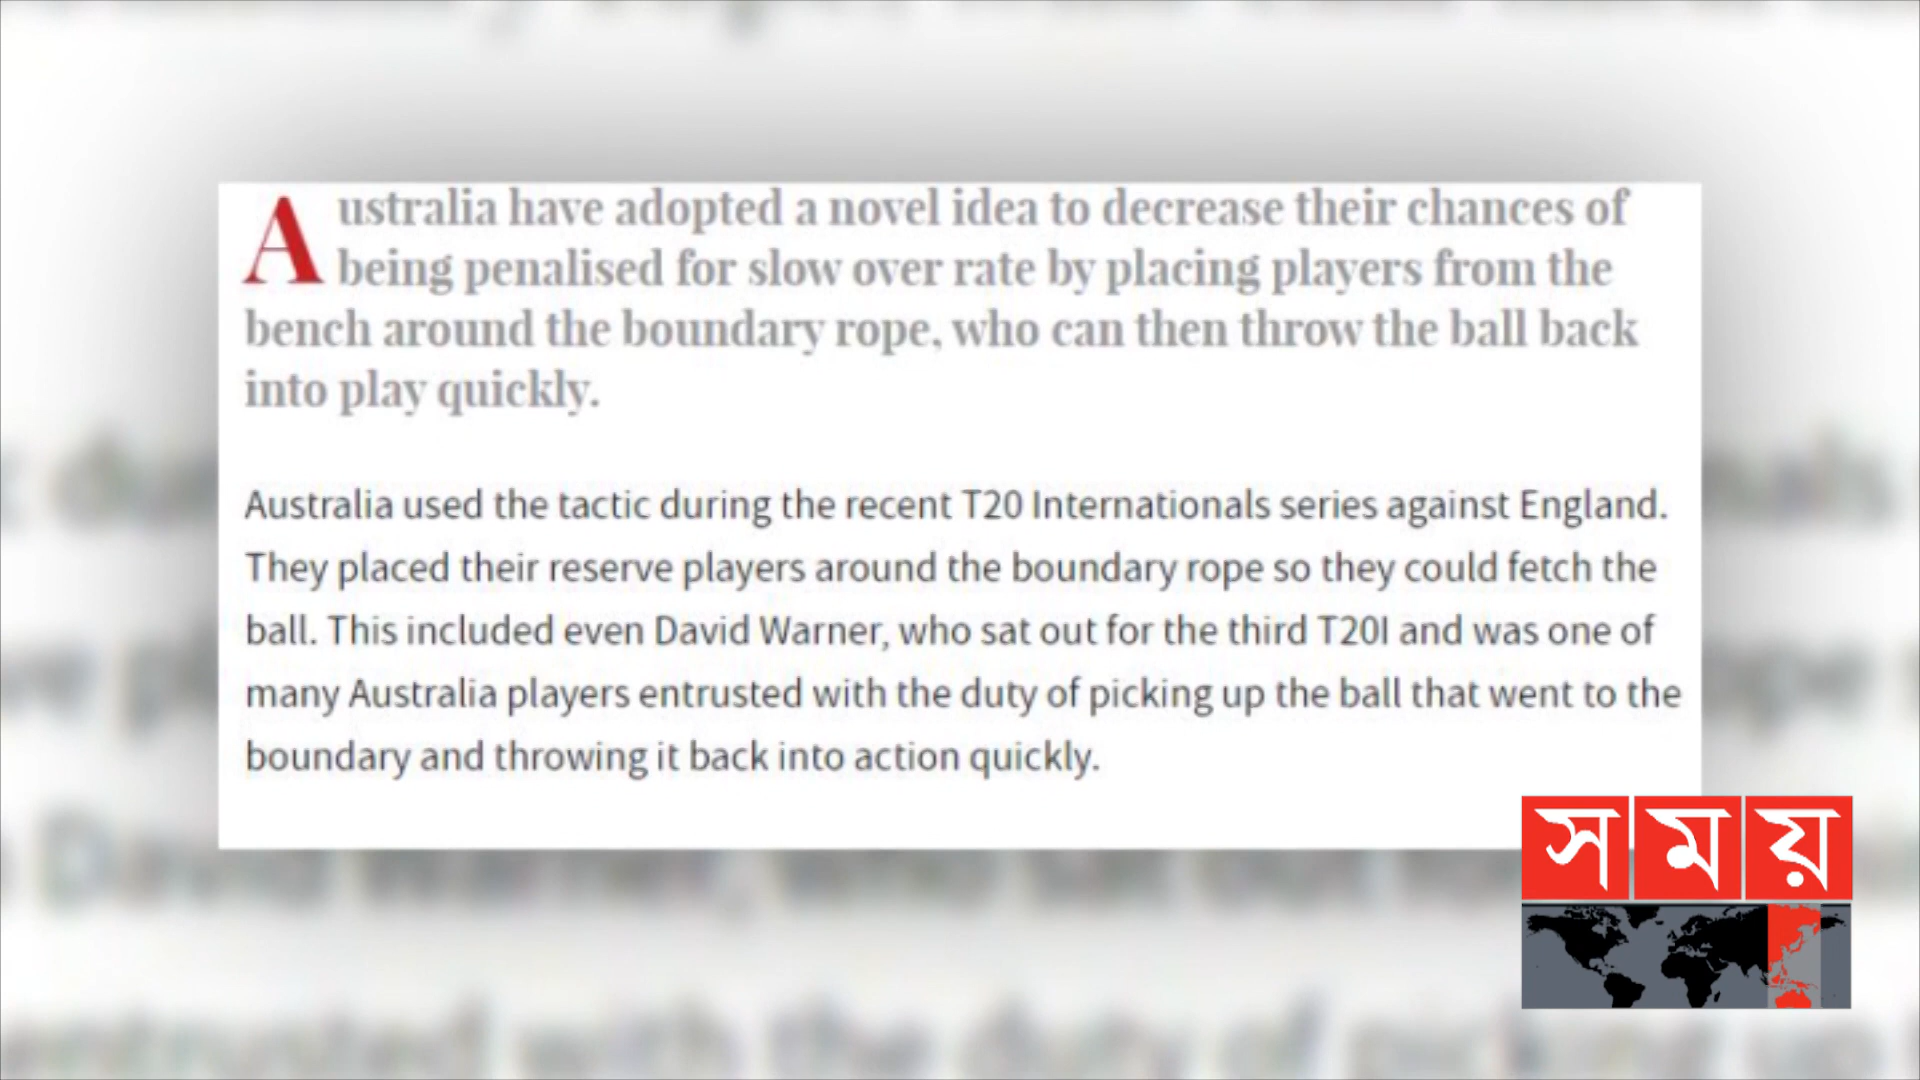 Australia have adopted a novel idea to decrease their chances of
being penalised for slow over rate by placing players from the
bench around the boundary rope, who can then throw the ball back
into play quickly.
Australia used the tactic during the recent T20 Internationals series against England.
They placed their reserve players around the boundary rope so they could fetch the
ball. This included even David Warner, who sat out for the third T20I and was one of
many Australia players entrusted with the duty of picking up the ball that went to the
boundary and throwing it back into action quickly.
সময়